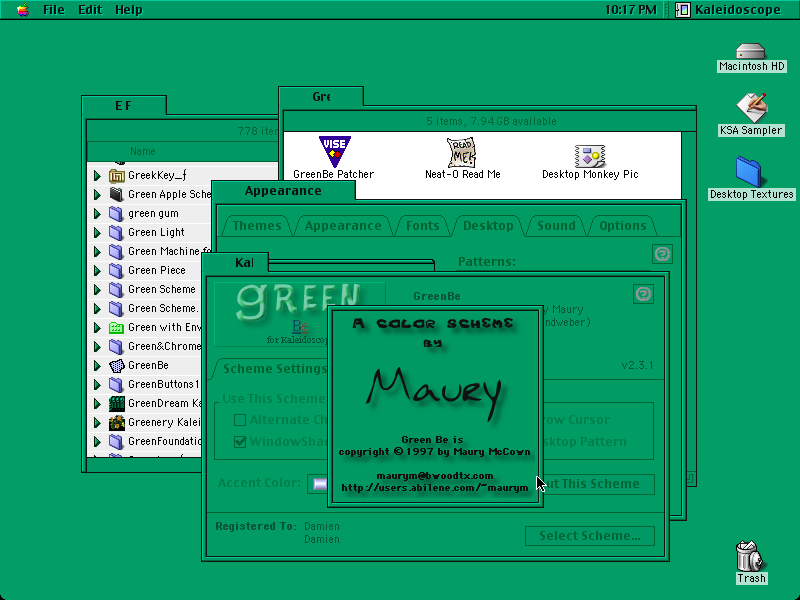 File Edit Help
10:17 PM Kaleidoscope
Macintosh HD
KSA Sampler
Desktop Textures
Trash
E F
Name
GreekKey_f
Green Apple Sche
green gum
Green Light
Green Machine fo
Green Piece
Green Scheme
Green Scheme.
Green with Env
Green&Chrome
GreenBe
GreenButtons1
GreenDream Ka
Greenery Kalei
GreenFoundatio
Gre
5 items, 7.94 GB available
VISE
READ
ME!
GreenBe Patcher
Neat-O Read Me
Desktop Monkey Pic
Appearance
Themes
Appearance
Fonts
Desktop
Sound
Options
Patterns:
Kal
GREEN
Be
for Kaleidoscop
GreenBe
y Maury
ndweber)
v2.3.1
Scheme Settings
Use This Scheme
Alternate Ch
WindowSha
ow Cursor
sktop Pattern
Accent Color:
ut This Scheme
Registered To: Damien
Damien
Select Scheme...
A COLOR SCHEME
BY
Maury
Green Be is
copyright © 1997 by Maury McCown
maurym@bwoodtx.com
http://users.abilene.com/~maurym